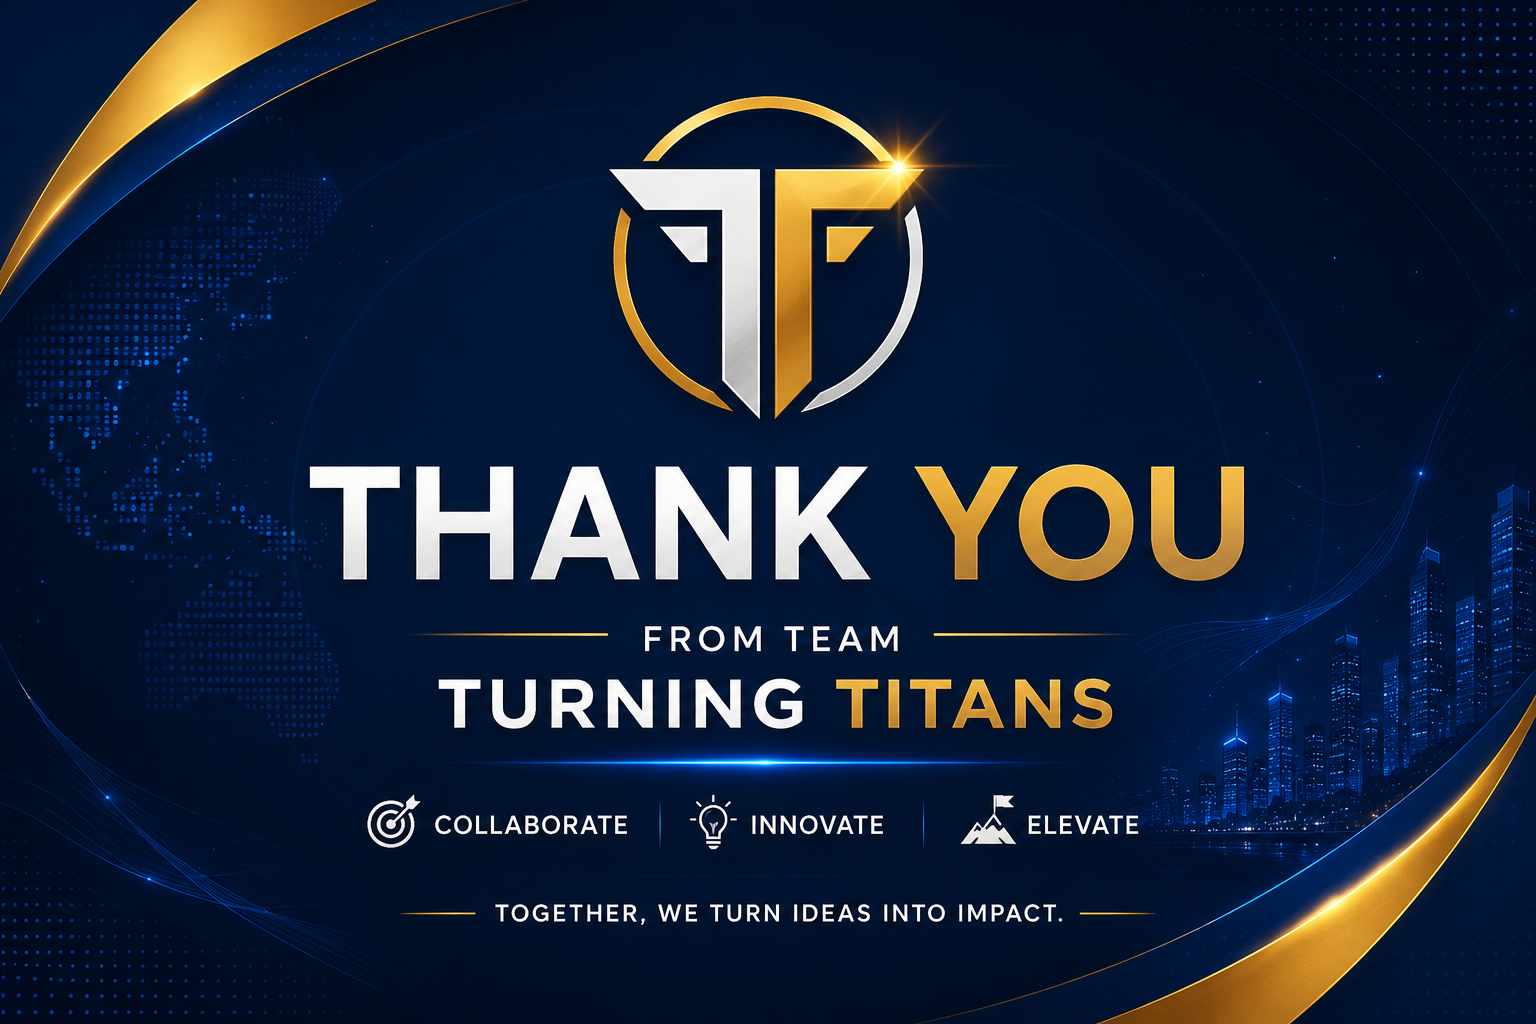 THANK YOU
FROM TEAM
TURNING TITANS
COLLABORATE INNOVATE ELEVATE
TOGETHER, WE TURN IDEAS INTO IMPACT.